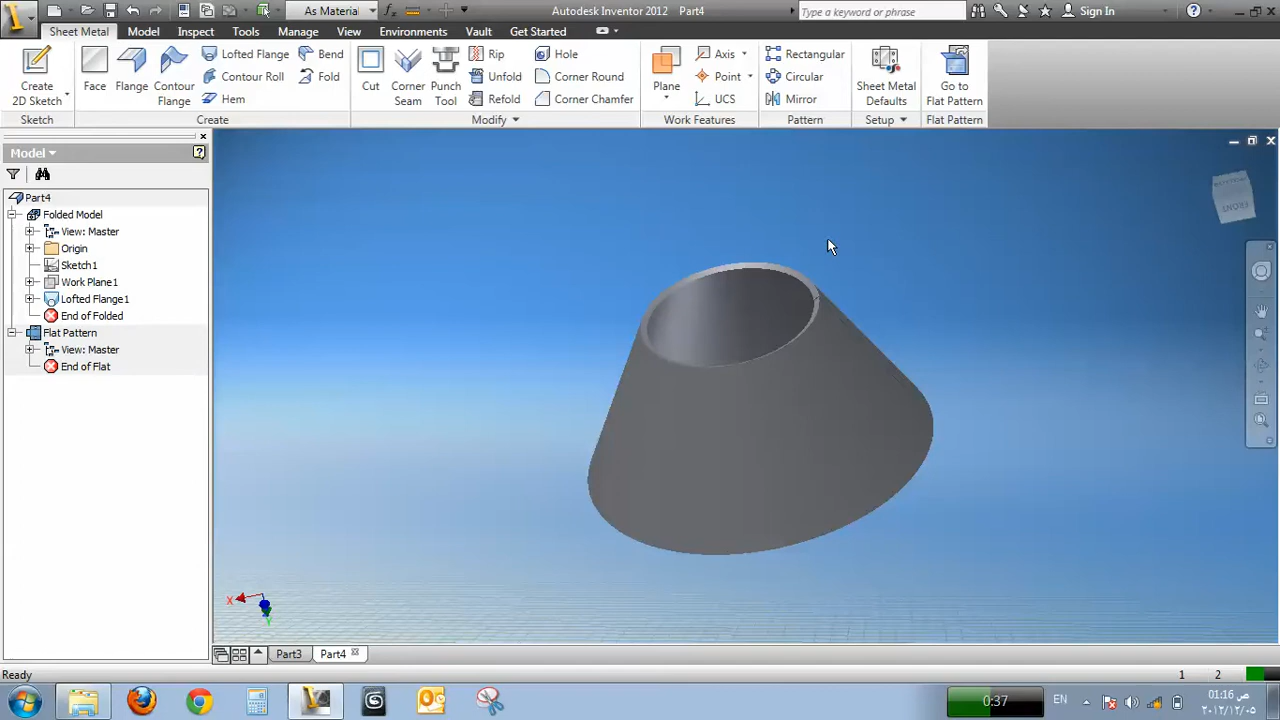 As Material
Autodesk Inventor 2012 Part4
Type a keyword or phrase
Sign In
Sheet Metal Model Inspect Tools Manage View Environments Vault Get Started
Create
2D Sketch
Face
Flange
Contour
Flange
Lofted Flange
Contour Roll
Hem
Bend
Fold
Cut
Corner
Seam
Punch
Tool
Rip
Unfold
Refold
Hole
Corner Round
Corner Chamfer
Plane
Axis
Point
UCS
Rectangular
Circular
Mirror
Sheet Metal
Defaults
Go to
Flat Pattern
Sketch Create Modify Work Features Pattern Setup Flat Pattern
Model
Part4
Folded Model
View: Master
Origin
Sketch1
Work Plane1
Lofted Flange1
End of Folded
Flat Pattern
View: Master
End of Flat
X
Part3 Part4
Ready
1 2
0:37
EN
01:16 ص
٢٠١٢/١٢/٠٥